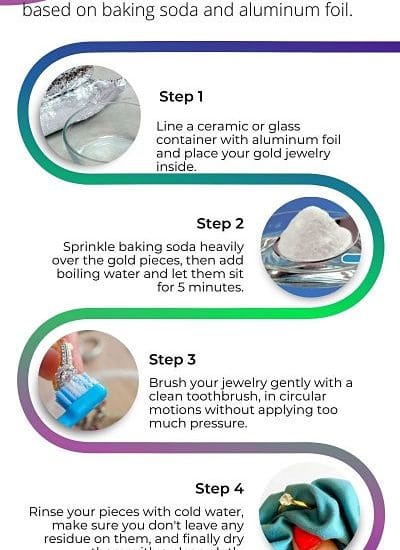 based on baking soda and aluminum foil.
Step 1
Line a ceramic or glass
container with aluminum foil
and place your gold jewelry
inside.
Step 2
Sprinkle baking soda heavily
over the gold pieces, then add
boiling water and let them sit
for 5 minutes.
Step 3
Brush your jewelry gently with a
clean toothbrush, in circular
motions without applying too
much pressure.
Step 4
Rinse your pieces with cold water,
make sure you don't leave any
residue on them, and finally dry